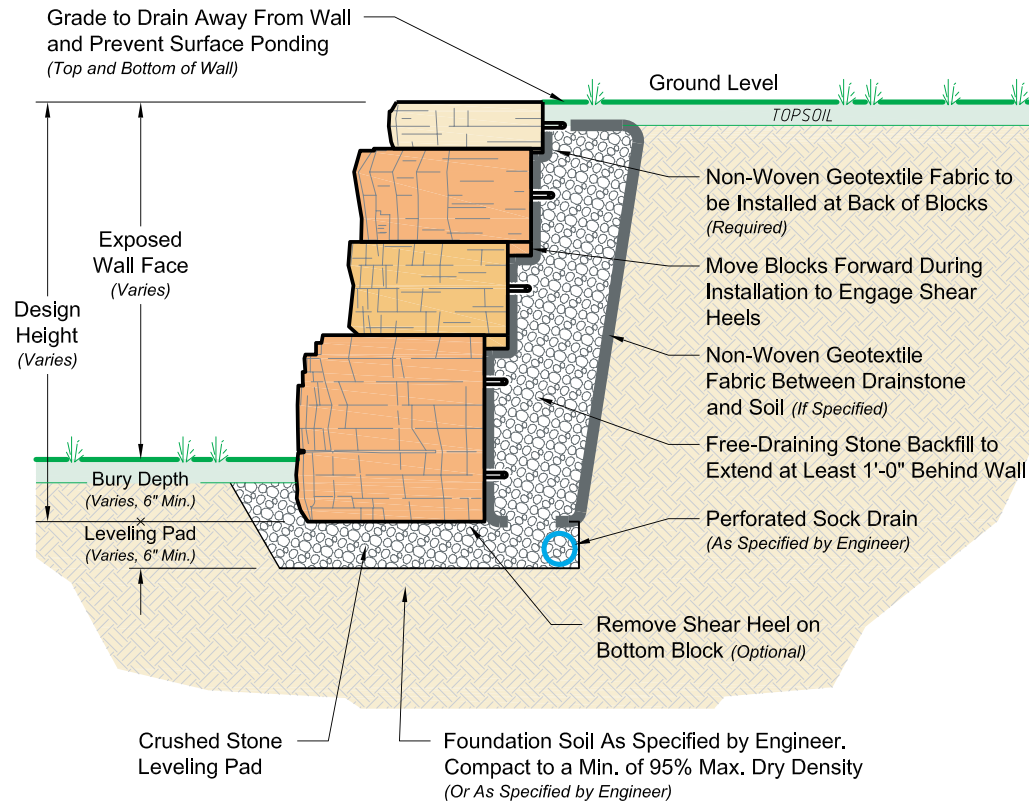 Grade to Drain Away From Wall
and Prevent Surface Ponding
(Top and Bottom of Wall)
Ground Level
TOPSOIL
Non-Woven Geotextile Fabric to
be Installed at Back of Blocks
(Required)
Exposed
Wall Face
(Varies)
Move Blocks Forward During
Installation to Engage Shear
Heels
Design
Height
(Varies)
Non-Woven Geotextile
Fabric Between Drainstone
and Soil (If Specified)
Free-Draining Stone Backfill to
Extend at Least 1'-0" Behind Wall
Bury Depth
(Varies, 6" Min.)
Leveling Pad
(Varies, 6" Min.)
Perforated Sock Drain
(As Specified by Engineer)
Remove Shear Heel on
Bottom Block (Optional)
Crushed Stone
Leveling Pad
Foundation Soil As Specified by Engineer.
Compact to a Min. of 95% Max. Dry Density
(Or As Specified by Engineer)